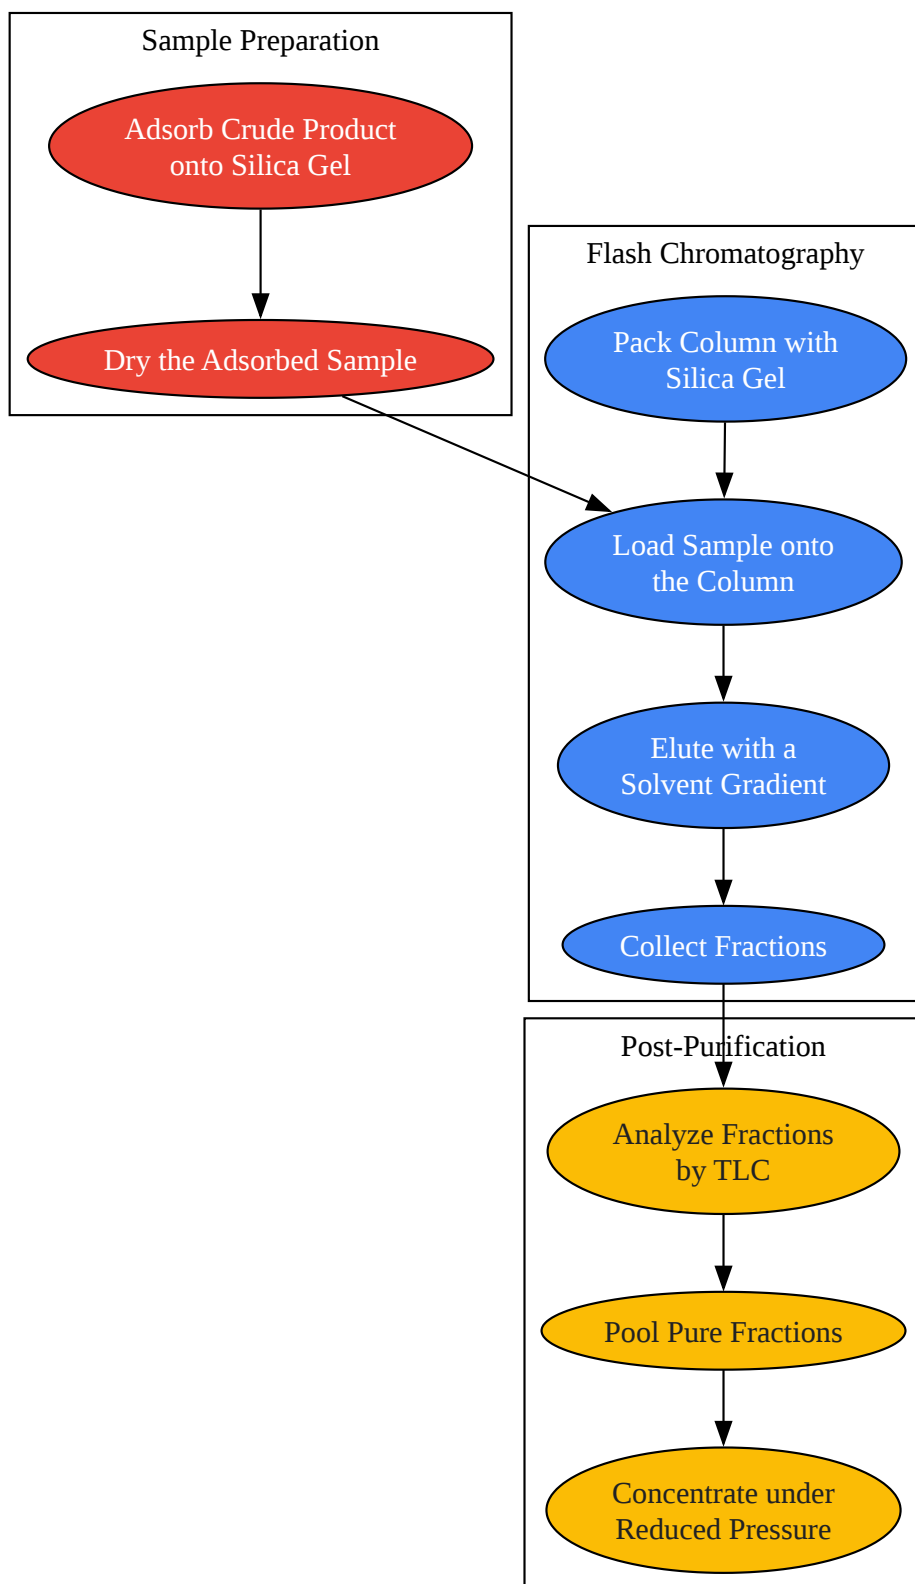 Sample Preparation
Adsorb Crude Product
onto Silica Gel
Dry the Adsorbed Sample
Flash Chromatography
Pack Column with
Silica Gel
Load Sample onto
the Column
Elute with a
Solvent Gradient
Collect Fractions
Post-Purification
Analyze Fractions
by TLC
Pool Pure Fractions
Concentrate under
Reduced Pressure